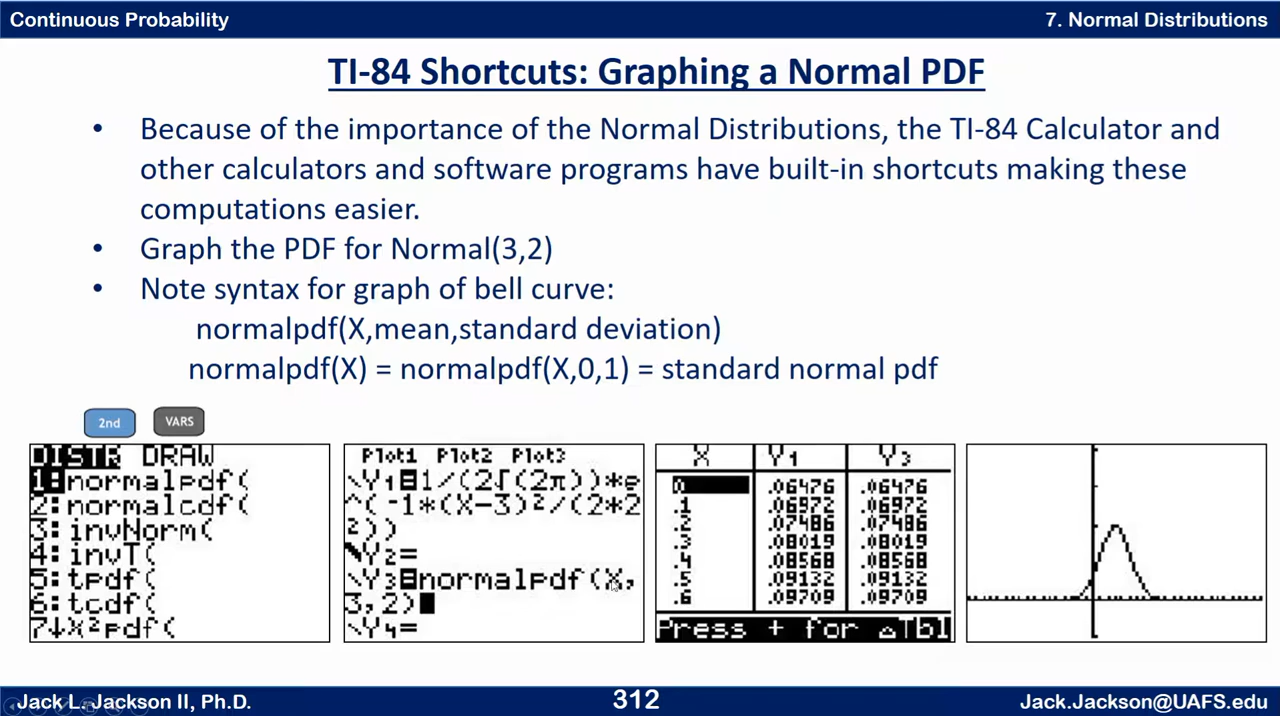 Continuous Probability
7. Normal Distributions
TI-84 Shortcuts: Graphing a Normal PDF
• Because of the importance of the Normal Distributions, the TI-84 Calculator and
other calculators and software programs have built-in shortcuts making these
computations easier.
• Graph the PDF for Normal(3,2)
• Note syntax for graph of bell curve:
normalpdf(X,mean,standard deviation)
normalpdf(X) = normalpdf(X,0,1) = standard normal pdf
2nd VARS
DISTR DRAW
1:normalpdf(
2:normalcdf(
3:invNorm(
4:invT(
5:tpdf(
6:tcdf(
7↓χ²pdf(
Plot1 Plot2 Plot3
\Y1=1/(2√(2π))*e
^(-1*(X-3)²/(2*2
2))
\Y2=
\Y3=normalpdf(X,
3,2)
\Y4=
X Y1 Y3
0 .06476 .06476
.1 .06972 .06972
.2 .07486 .07486
.3 .08019 .08019
.4 .08568 .08568
.5 .09132 .09132
.6 .09709 .09709
Press + for △Tbl
Jack L. Jackson II, Ph.D.
312
Jack.Jackson@UAFS.edu